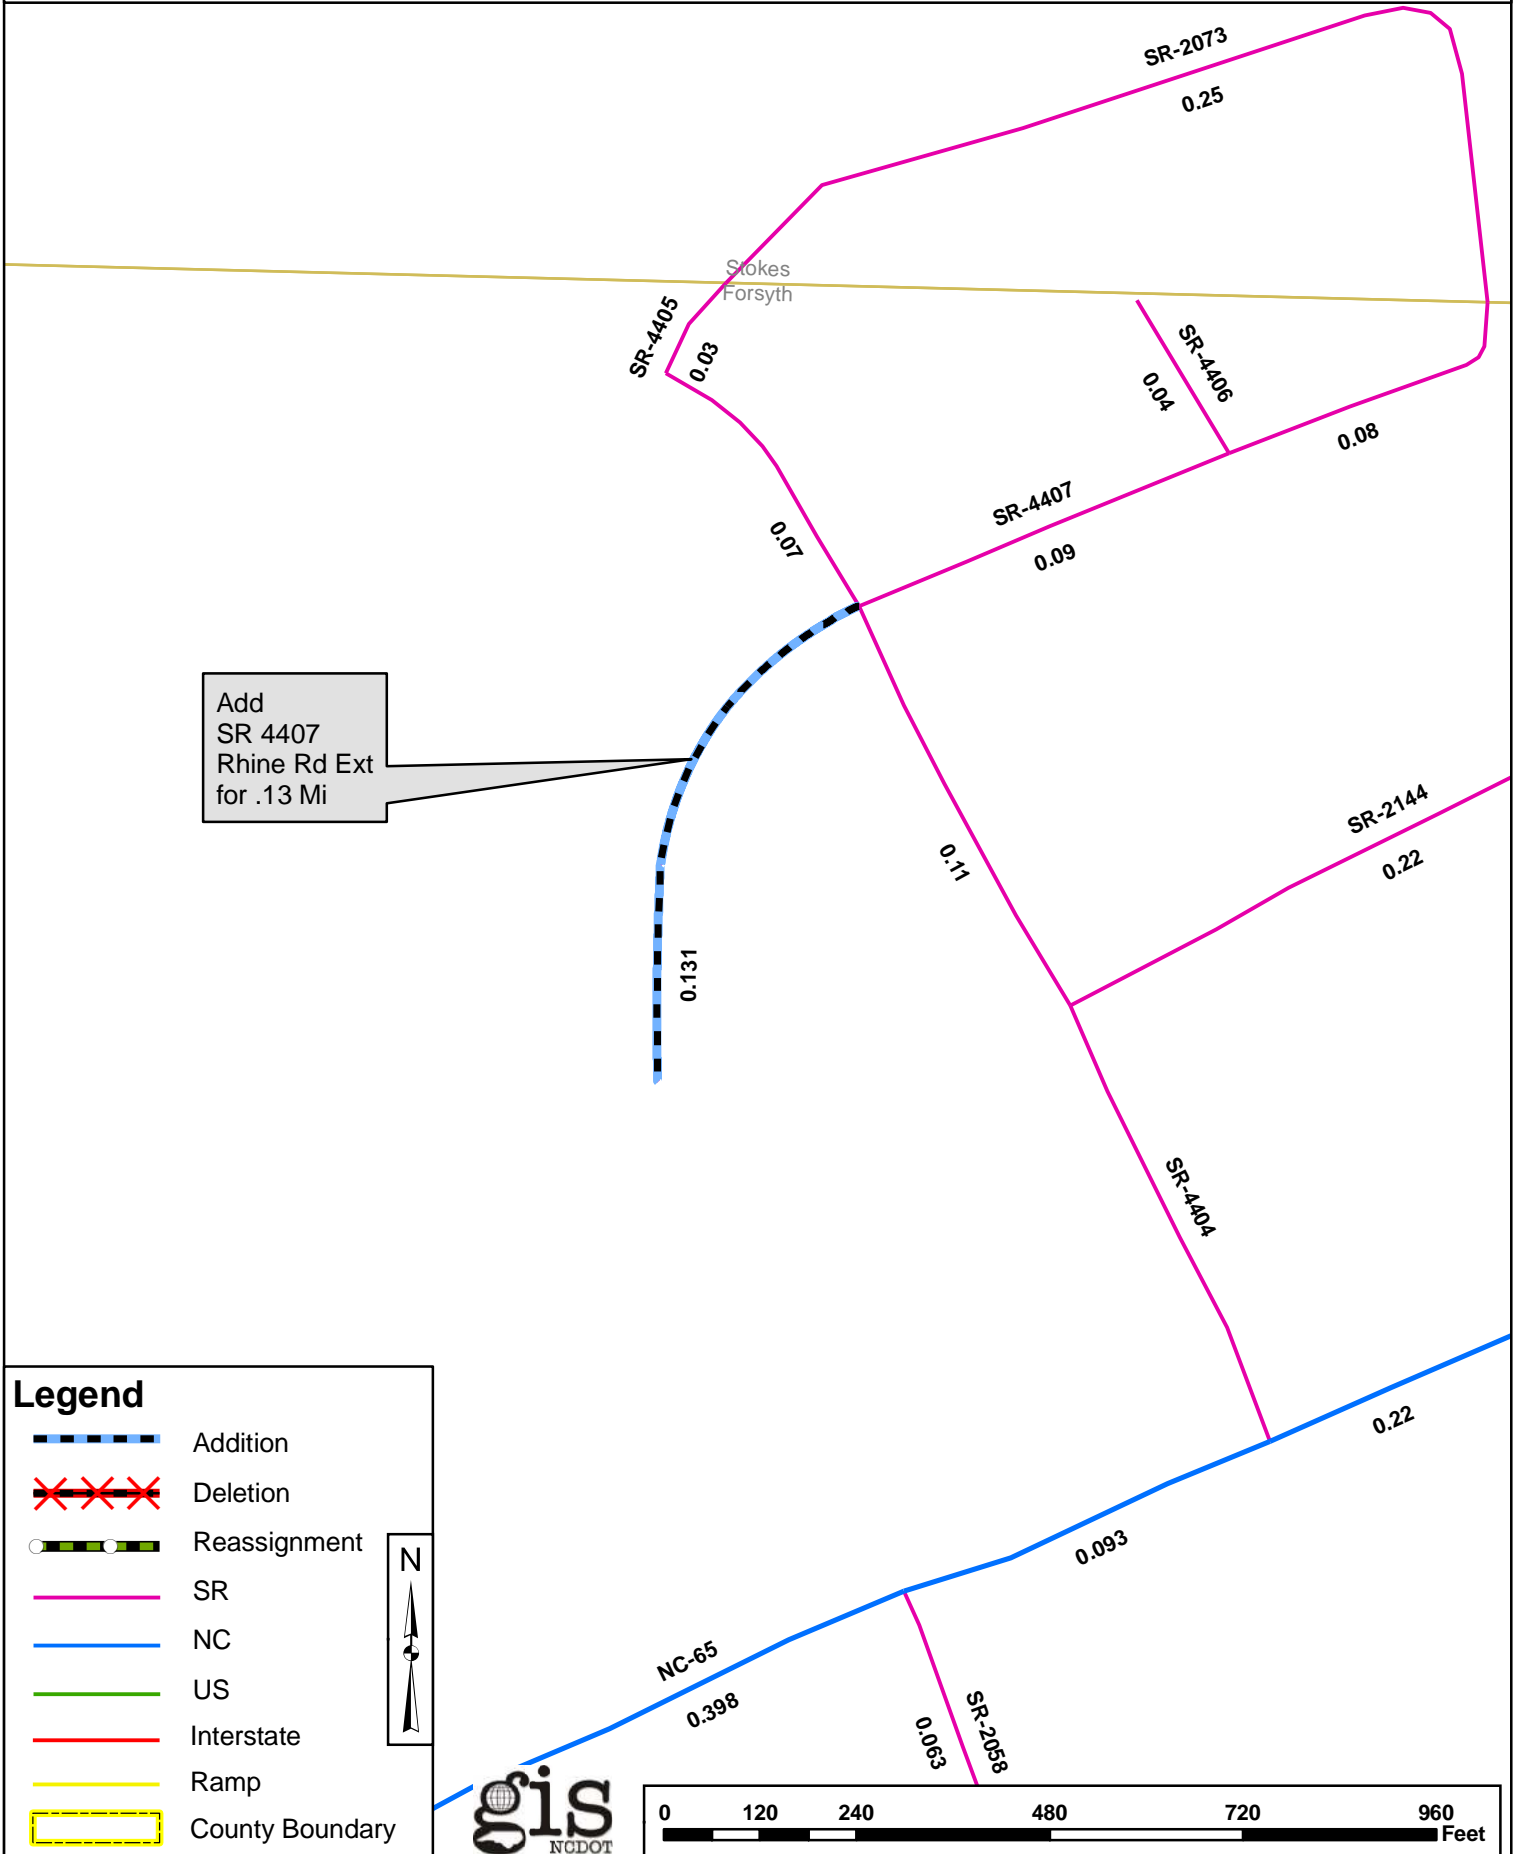 SR-2073
0.25
Stokes
Forsyth
SR-4405
0.03
SR-4406
0.04
0.08
SR-4407
0.09
0.07
Add
SR 4407
Rhine Rd Ext
for .13 Mi
SR-2144
0.22
0.11
0.131
SR-4404
0.22
0.093
NC-65
0.398
SR-2058
0.063
Legend
Addition
Deletion
Reassignment
SR
NC
US
Interstate
Ramp
County Boundary
N
gis
NCDOT
0 120 240 480 720 960
Feet